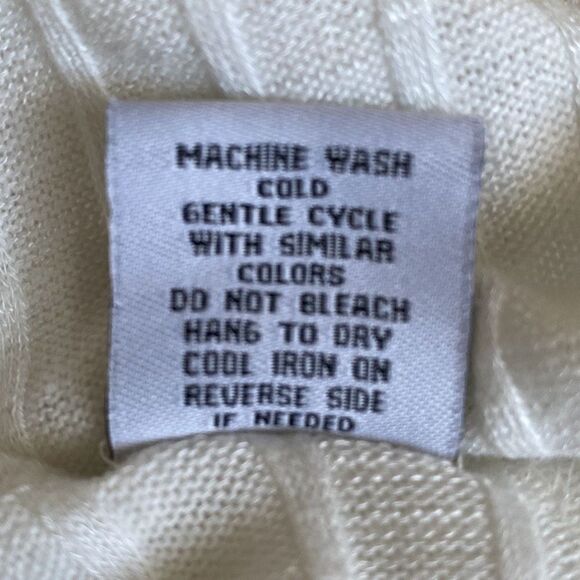 MACHINE WASH
COLD
GENTLE CYCLE
WITH SIMILAR
COLORS
DO NOT BLEACH
HANG TO DRY
COOL IRON ON
REVERSE SIDE
IF NEEDED